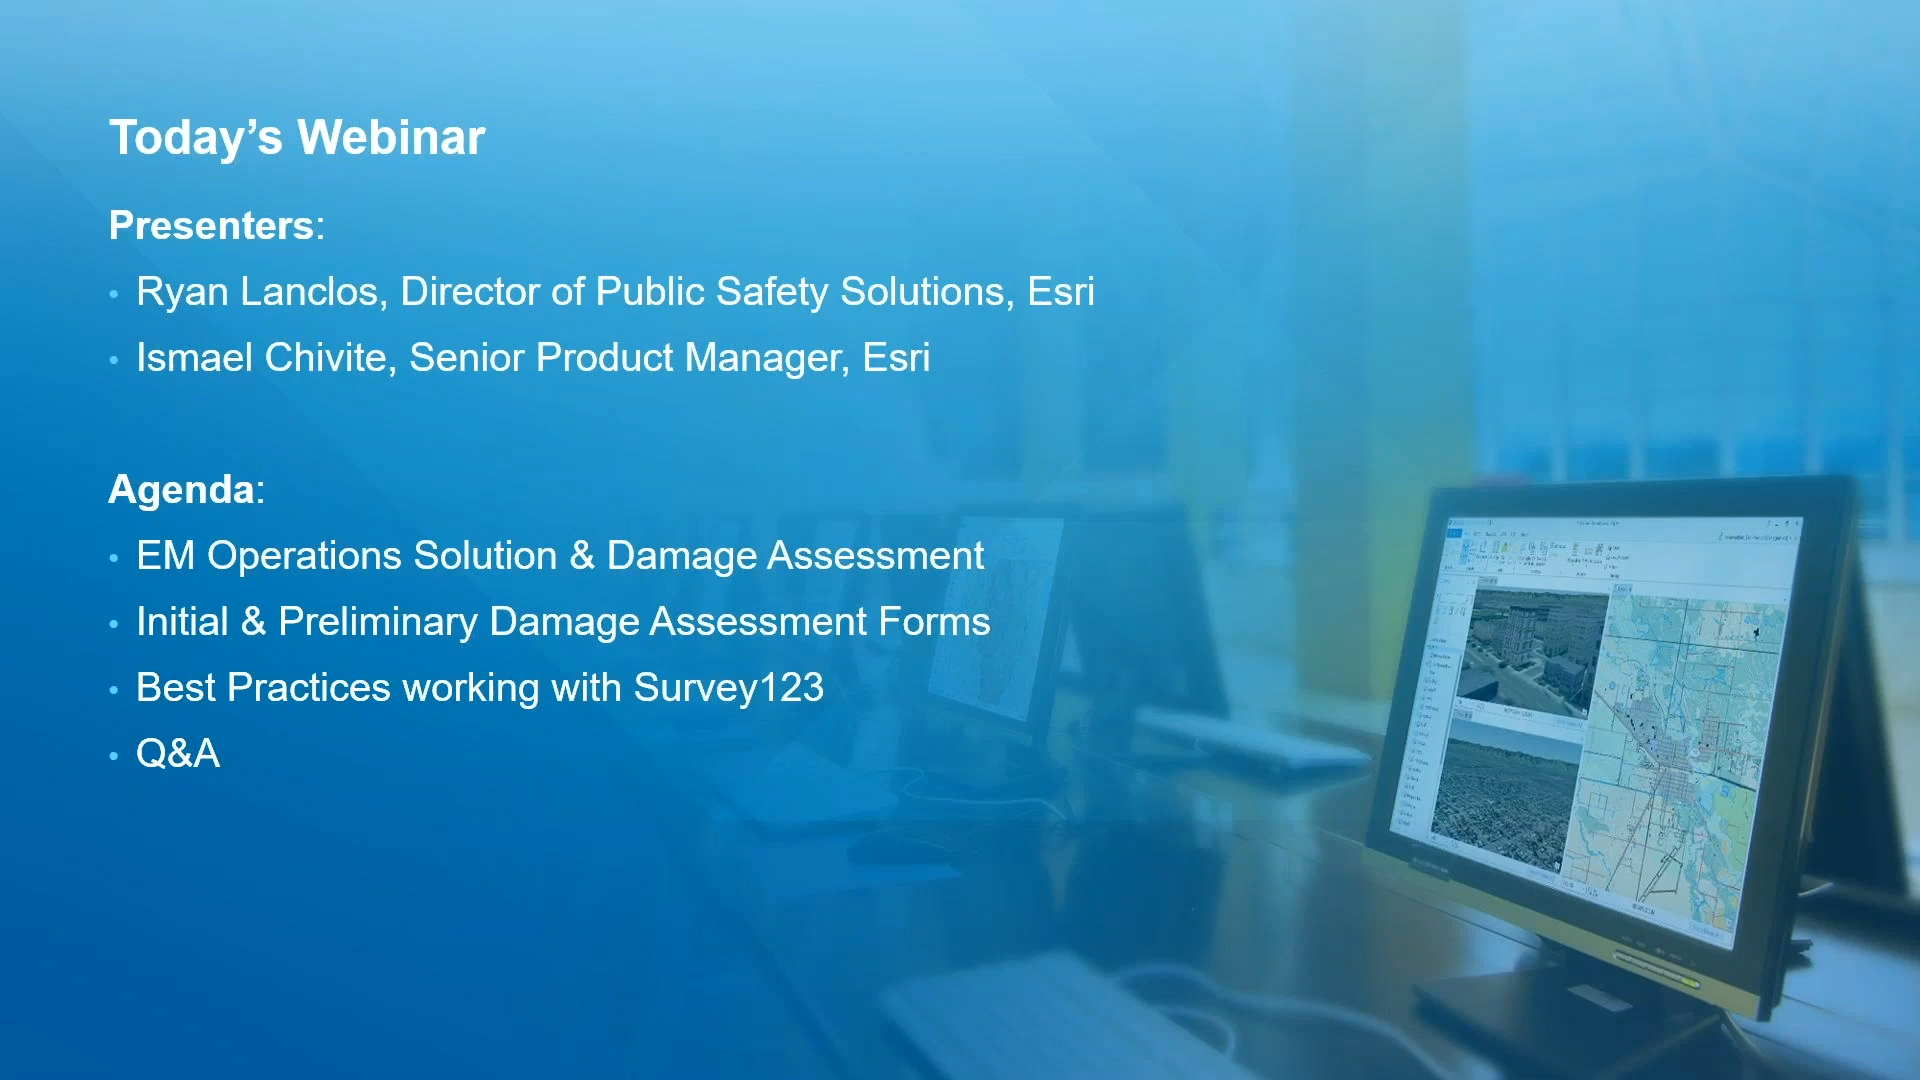 Today’s Webinar
Presenters:
• Ryan Lanclos, Director of Public Safety Solutions, Esri
• Ismael Chivite, Senior Product Manager, Esri
Agenda:
• EM Operations Solution & Damage Assessment
• Initial & Preliminary Damage Assessment Forms
• Best Practices working with Survey123
• Q&A